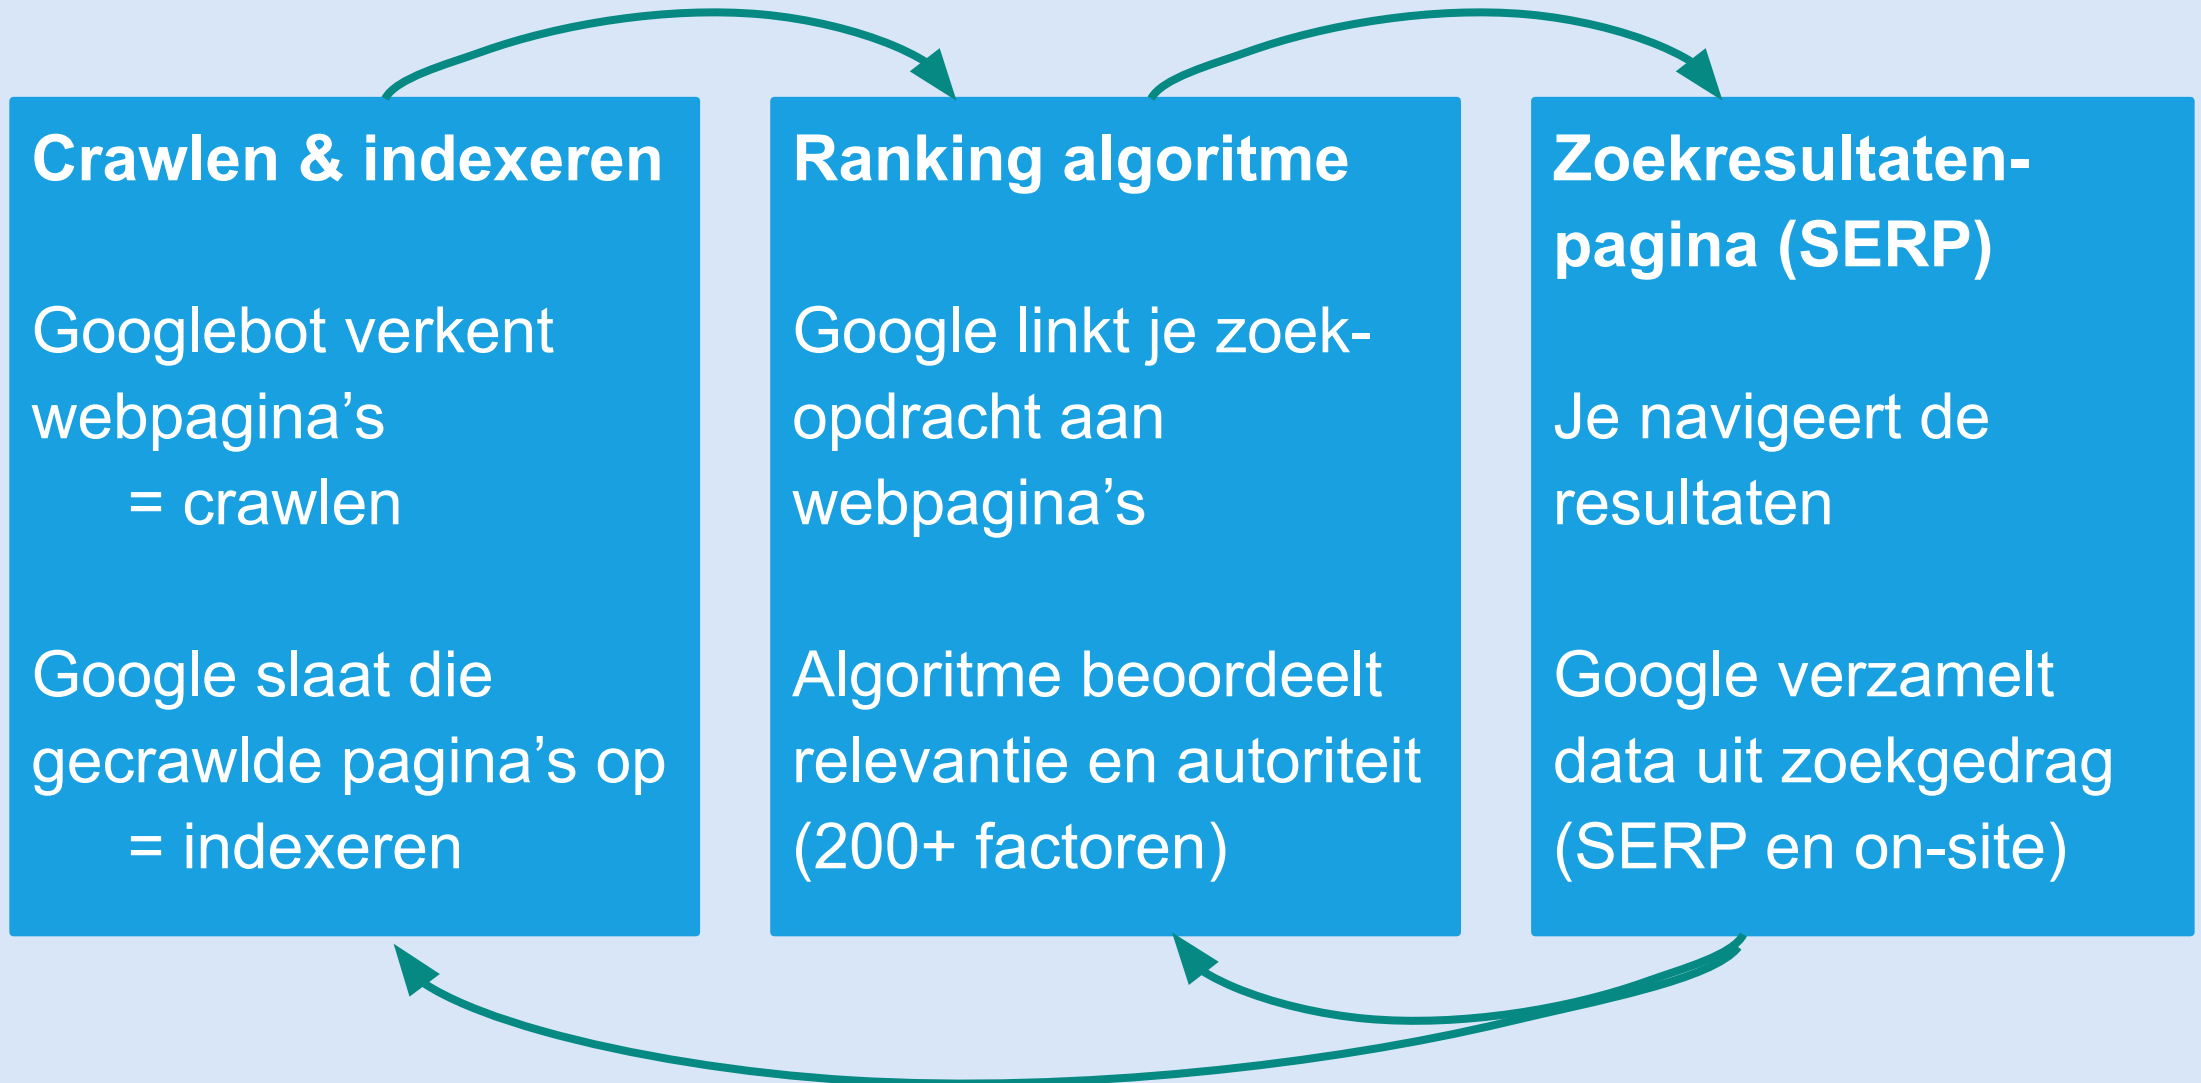 Crawlen & indexeren
Googlebot verkent
webpagina’s
= crawlen
Google slaat die
gecrawlde pagina’s op
= indexeren
Ranking algoritme
Google linkt je zoek-
opdracht aan
webpagina’s
Algoritme beoordeelt
relevantie en autoriteit
(200+ factoren)
Zoekresultaten-
pagina (SERP)
Je navigeert de
resultaten
Google verzamelt
data uit zoekgedrag
(SERP en on-site)